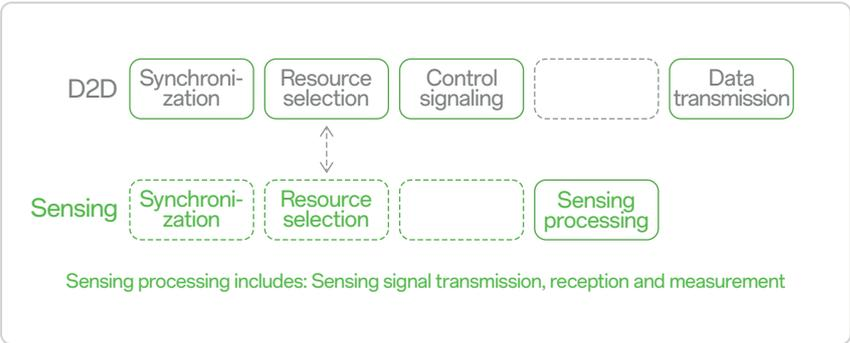 D2D
Synchroni-
zation
Resource
selection
Control
signaling
Data
transmission
Sensing
Synchroni-
zation
Resource
selection
Sensing
processing
Sensing processing includes: Sensing signal transmission, reception and measurement